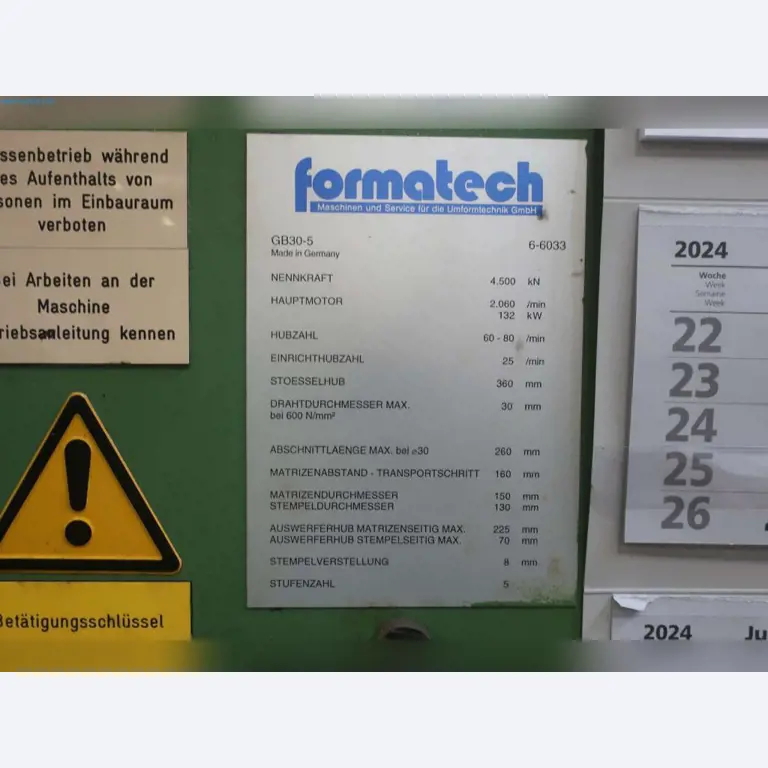 ssenbetrieb während
es Aufenthalts von
sonen im Einbauraum
verboten
ei Arbeiten an der
Maschine
riebsanleitung kennen
Betätigungsschlüssel
formatech
Maschinen und Service für die Umformtechnik GmbH
GB30-5 6-6033
Made in Germany
NENNKRAFT 4.500 kN
HAUPTMOTOR 2.060 /min
132 kW
HUBZAHL 60 - 80 /min
EINRICHTHUBZAHL 25 /min
STOESSELHUB 360 mm
DRAHTDURCHMESSER MAX. 30 mm
bei 600 N/mm²
ABSCHNITTLAENGE MAX. bei ⌀30 260 mm
MATRIZENABSTAND - TRANSPORTSCHRITT 160 mm
MATRIZENDURCHMESSER 150 mm
STEMPELDURCHMESSER 130 mm
AUSWERFERHUB MATRIZENSEITIG MAX. 225 mm
AUSWERFERHUB STEMPELSEITIG MAX. 70 mm
STEMPELVERSTELLUNG 8 mm
STUFENZAHL 5
2024
Woche
Week
Semaine
Week
22
23
24
25
26
2024 Ju